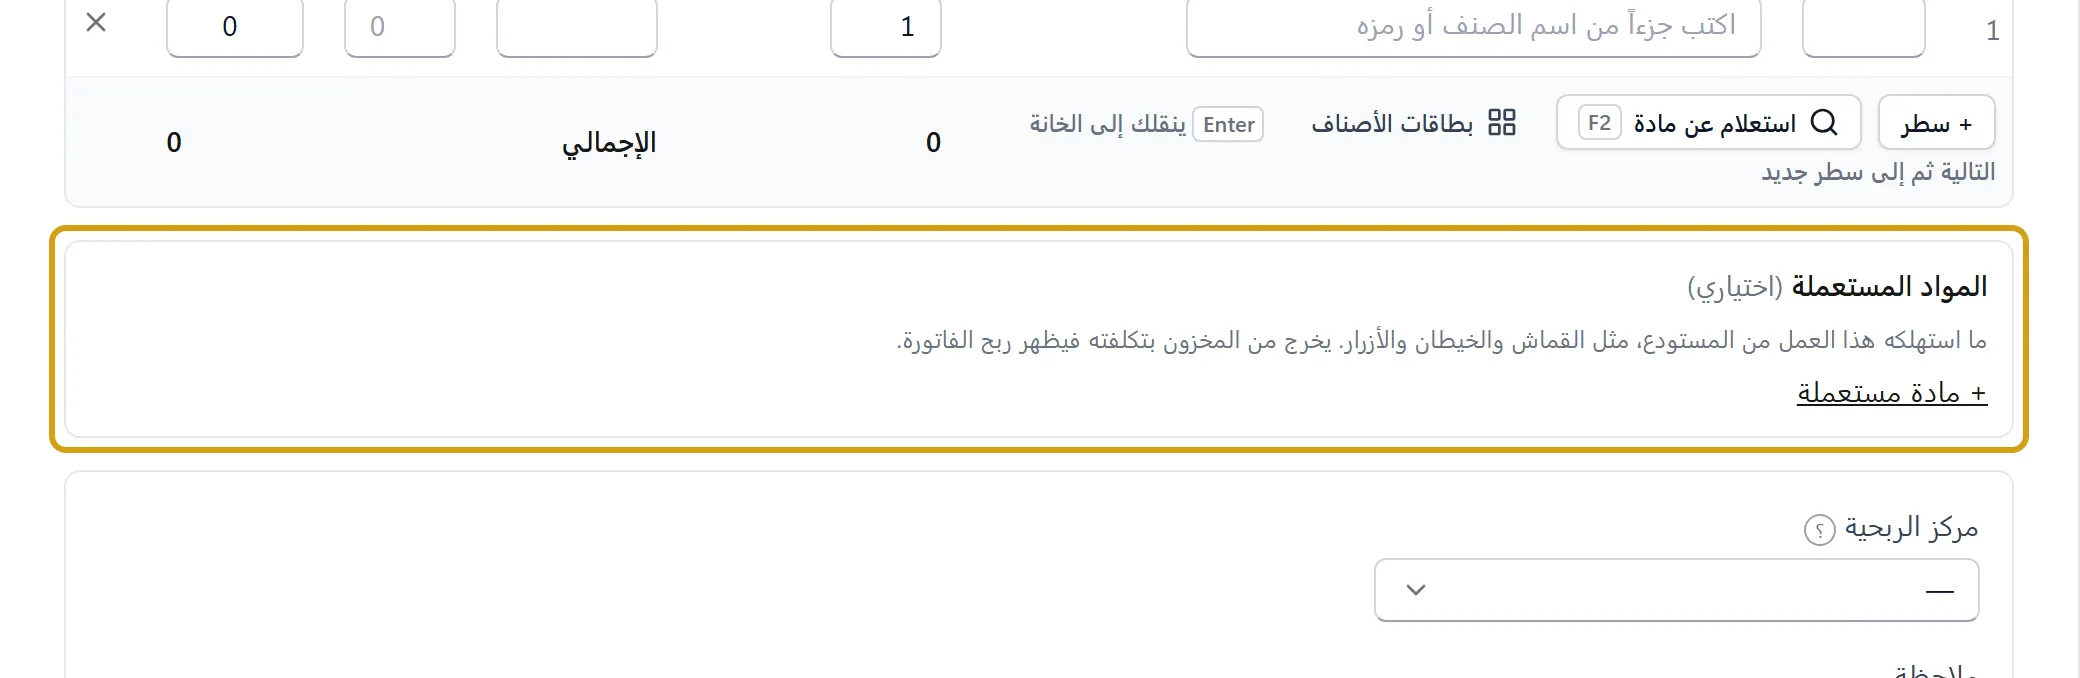 1 اكتب جزءاً من اسم الصنف أو رمزه 1 0 0
+ سطر استعلام عن مادة F2 بطاقات الأصناف Enter ينقلك إلى الخانة
التالية ثم إلى سطر جديد
0 الإجمالي 0
المواد المستعملة (اختياري)
ما استهلكه هذا العمل من المستودع، مثل القماش والخيطان والأزرار. يخرج من المخزون بتكلفته فيظهر ربح الفاتورة.
+ مادة مستعملة
مركز الربحية ؟
—
ملاحظة